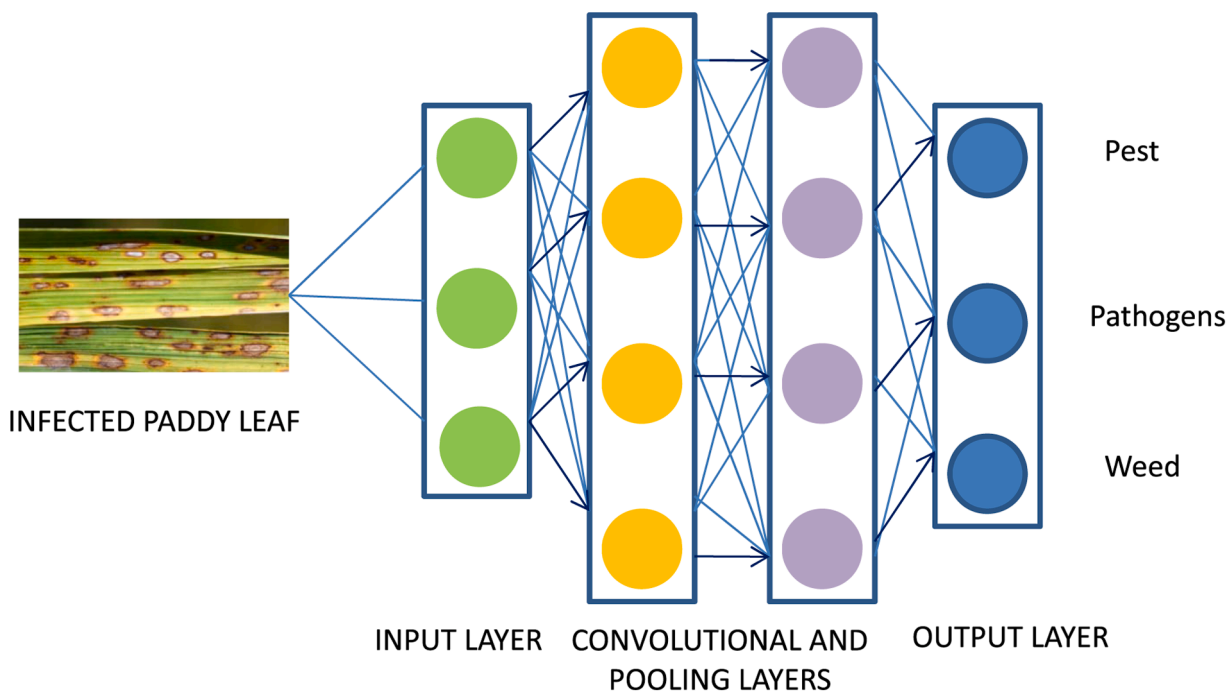 Pest
Pathogens
INFECTED PADDY LEAF
Weed
INPUT LAYER
CONVOLUTIONAL AND
POOLING LAYERS
OUTPUT LAYER